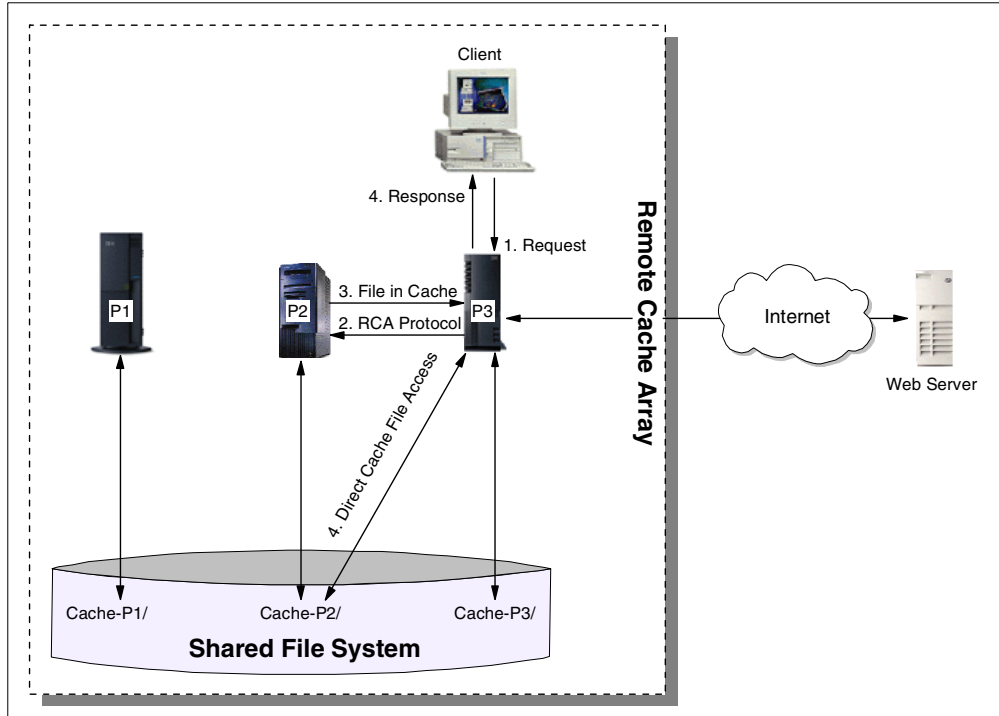 Client
4. Response
1. Request
P1
P2
P3
3. File in Cache
2. RCA Protocol
4. Direct Cache File Access
Remote Cache Array
Internet
Web Server
Cache-P1/
Cache-P2/
Cache-P3/
Shared File System